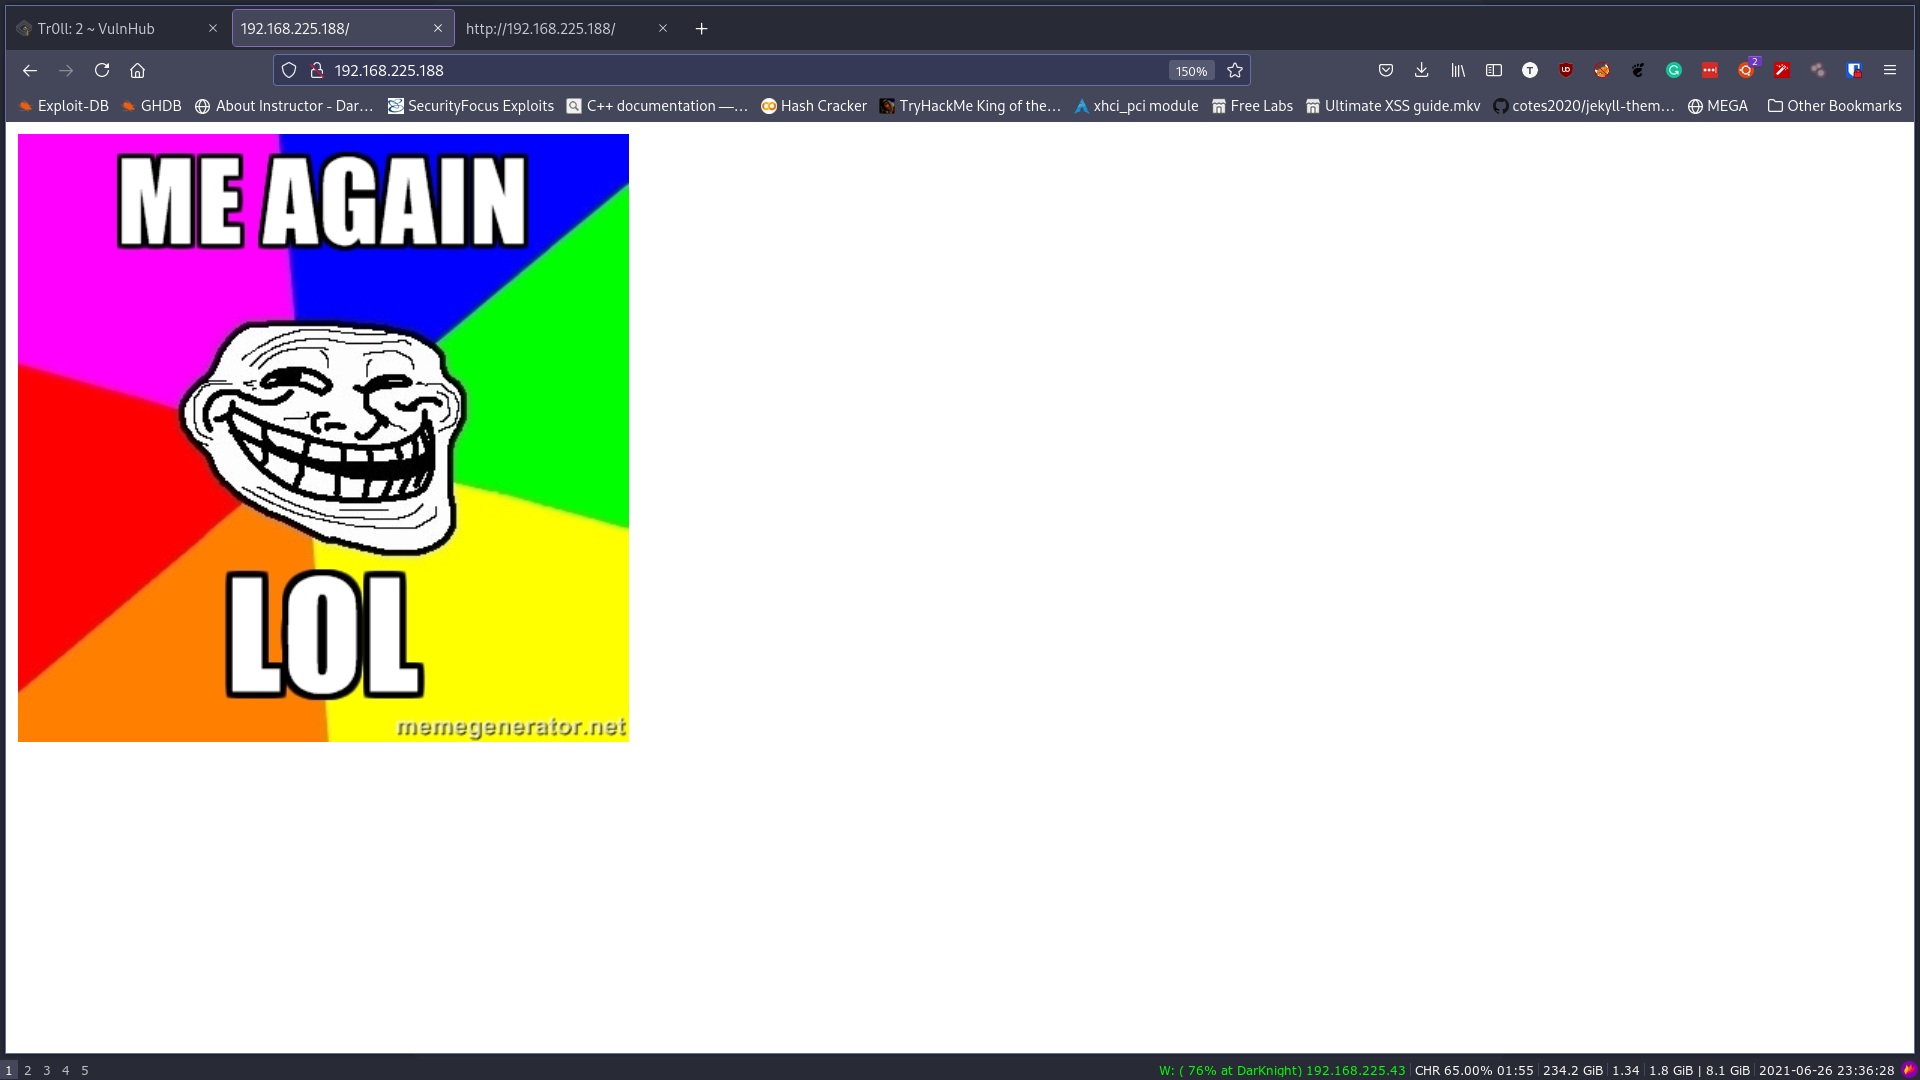 Tr0ll: 2 ~ VulnHub
192.168.225.188/
http://192.168.225.188/
192.168.225.188
150%
2
Exploit-DB
GHDB
About Instructor - Dar…
SecurityFocus Exploits
C++ documentation —…
Hash Cracker
TryHackMe King of the…
xhci_pci module
Free Labs
Ultimate XSS guide.mkv
cotes2020/jekyll-them…
MEGA
Other Bookmarks
ME AGAIN
LOL
memegenerator.net
1 2 3 4 5
W: ( 76% at DarKnight) 192.168.225.43 | CHR 65.00% 01:55 | 234.2 GiB | 1.34 | 1.8 GiB | 8.1 GiB | 2021-06-26 23:36:28